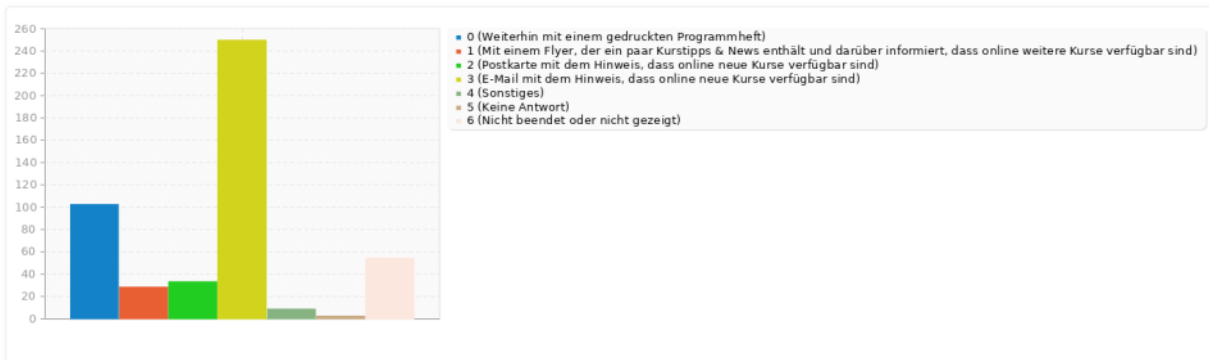 260
240
220
200
180
160
140
120
100
80
60
40
20
0
0 (Weiterhin mit einem gedruckten Programmheft)
1 (Mit einem Flyer, der ein paar Kurstipps & News enthält und darüber informiert, dass online weitere Kurse verfügbar sind)
2 (Postkarte mit dem Hinweis, dass online neue Kurse verfügbar sind)
3 (E-Mail mit dem Hinweis, dass online neue Kurse verfügbar sind)
4 (Sonstiges)
5 (Keine Antwort)
6 (Nicht beendet oder nicht gezeigt)